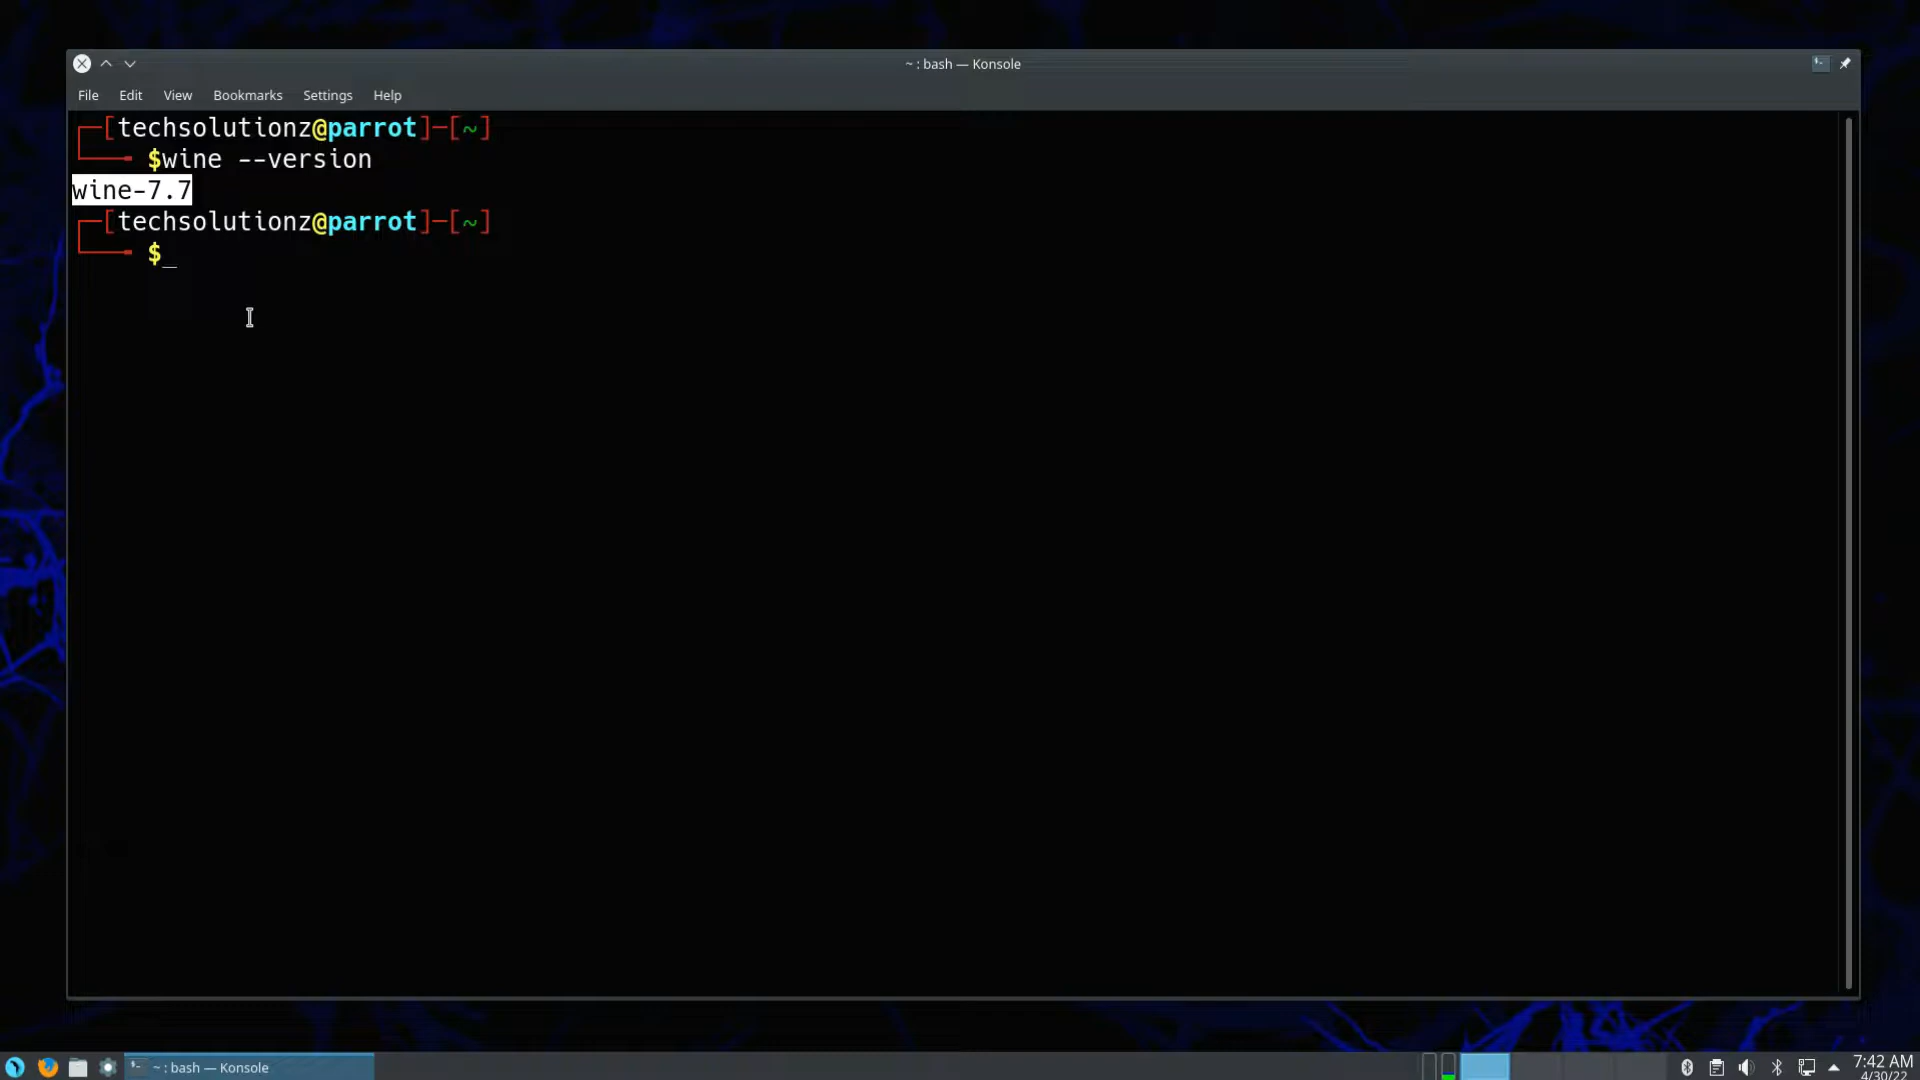 ~ : bash — Konsole
File Edit View Bookmarks Settings Help
[techsolutionz@parrot]─[~]
$wine --version
wine-7.7
[techsolutionz@parrot]─[~]
$_
~ : bash — Konsole
7:42 AM
4/30/22